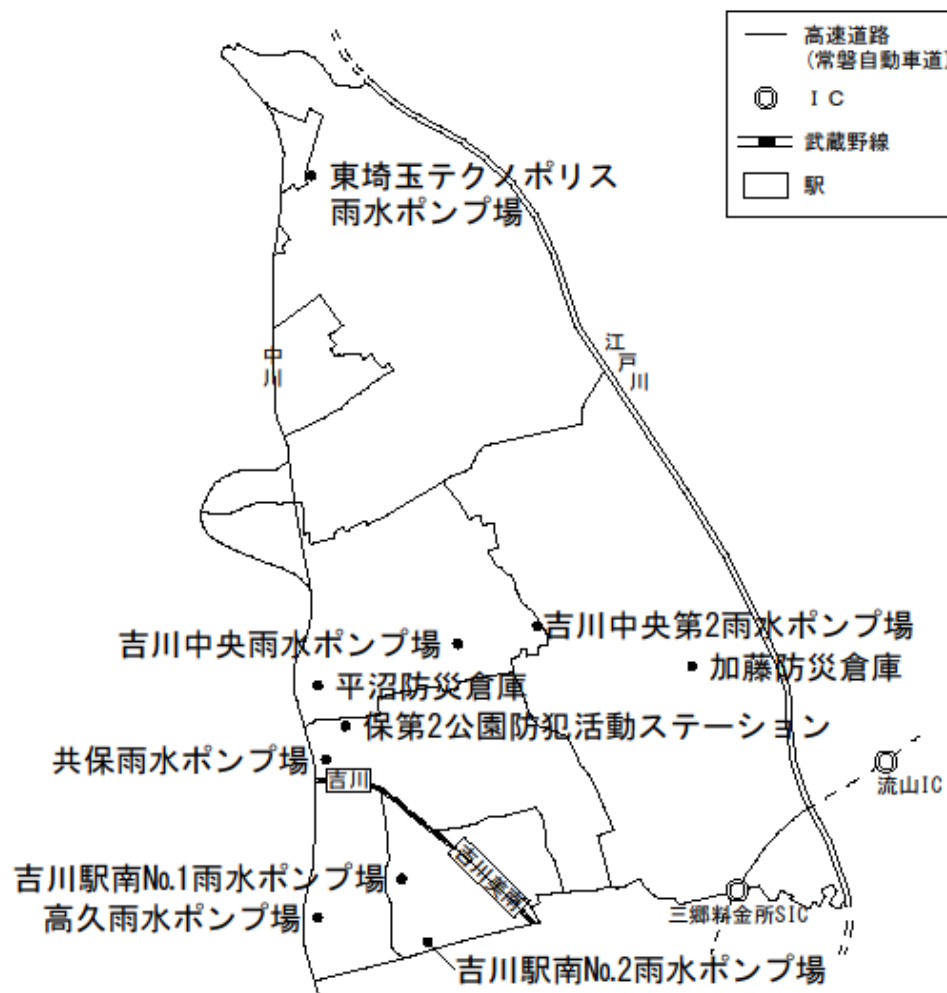 高速道路
(常磐自動車道)
ＩＣ
武蔵野線
駅
東埼玉テクノポリス
雨水ポンプ場
中川
江戸川
吉川中央第2雨水ポンプ場
吉川中央雨水ポンプ場
加藤防災倉庫
平沼防災倉庫
保第2公園防犯活動ステーション
共保雨水ポンプ場
吉川
流山IC
吉川美南
吉川駅南No.1雨水ポンプ場
高久雨水ポンプ場
三郷料金所SIC
吉川駅南No.2雨水ポンプ場